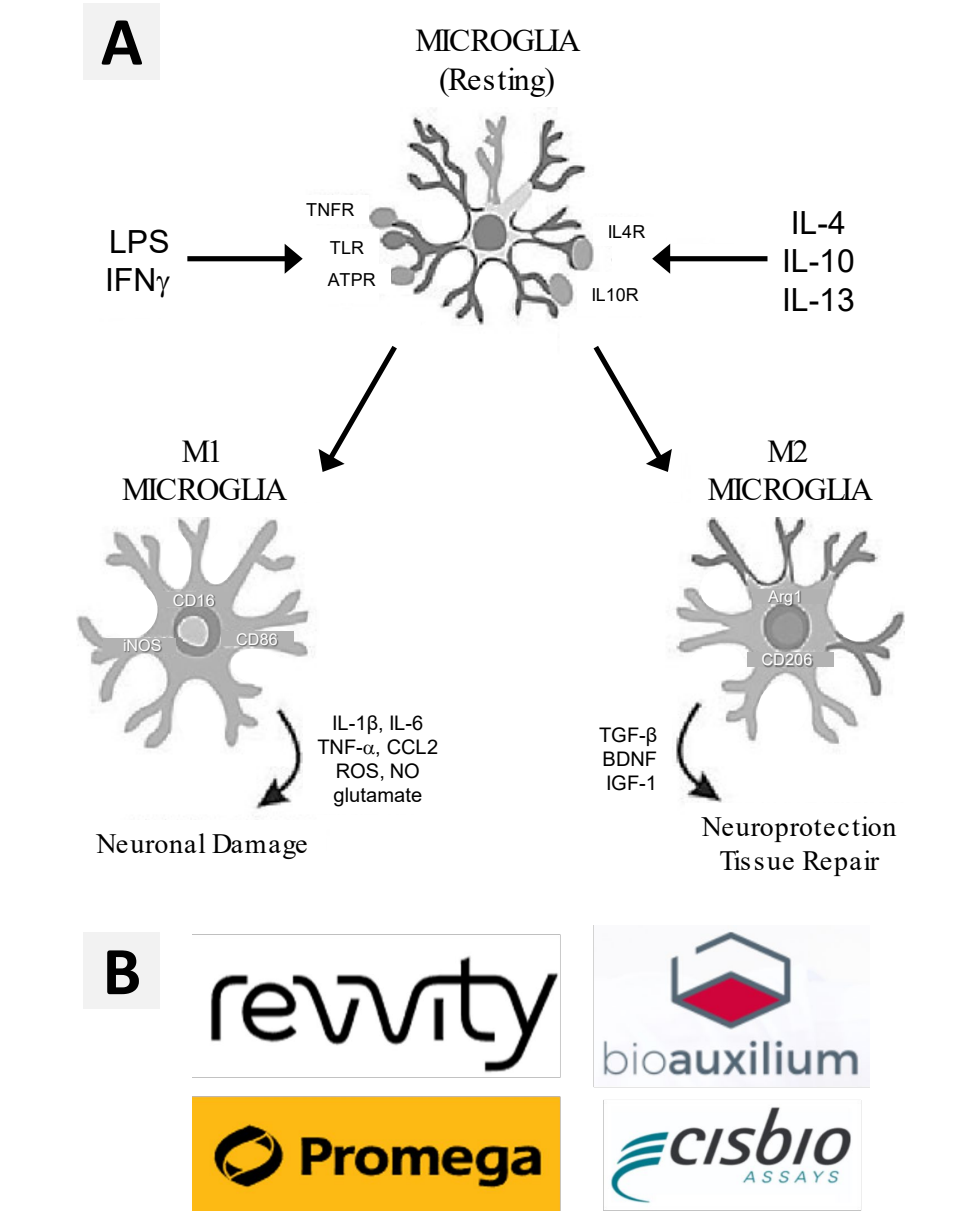 A
MICROGLIA
(Resting)
TNFR
TLR
ATPR
IL4R
IL10R
LPS
IFNγ
IL-4
IL-10
IL-13
M1
MICROGLIA
CD16
iNOS
CD86
IL-1β, IL-6
TNF-α, CCL2
ROS, NO
glutamate
Neuronal Damage
M2
MICROGLIA
Arg1
CD206
TGF-β
BDNF
IGF-1
Neuroprotection
Tissue Repair
B
revvity
bioauxilium
Promega
cisbio
ASSAYS